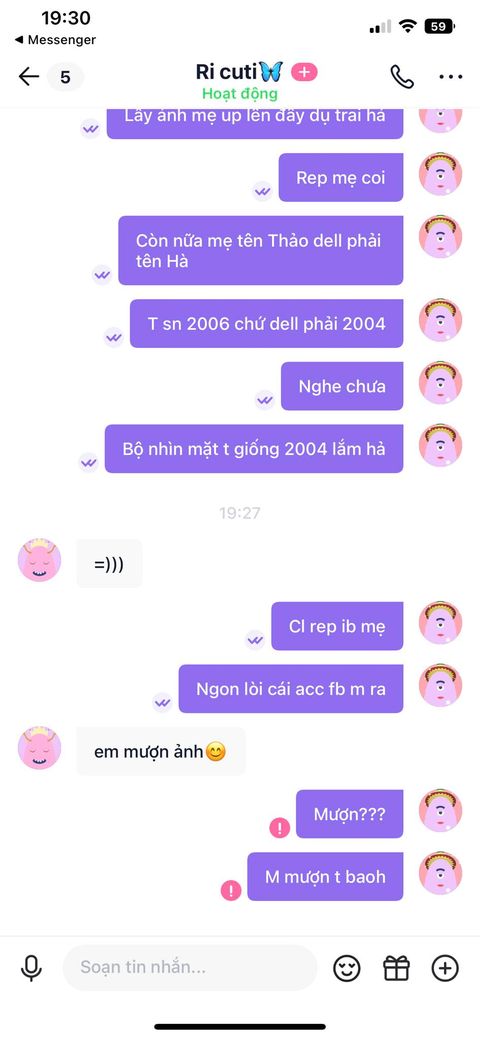 19:30
59
Messenger
5
Ri cuti🦋
Hoạt động
Lấy ảnh mẹ up lên đây dụ trai hả
Rep mẹ coi
Còn nữa mẹ tên Thảo dell phải
tên Hà
T sn 2006 chứ dell phải 2004
Nghe chưa
Bộ nhìn mặt t giống 2004 lắm hả
19:27
=)))
Cl rep ib mẹ
Ngon lòi cái acc fb m ra
em mượn ảnh😊
Mượn???
M mượn t baoh
Soạn tin nhắn...